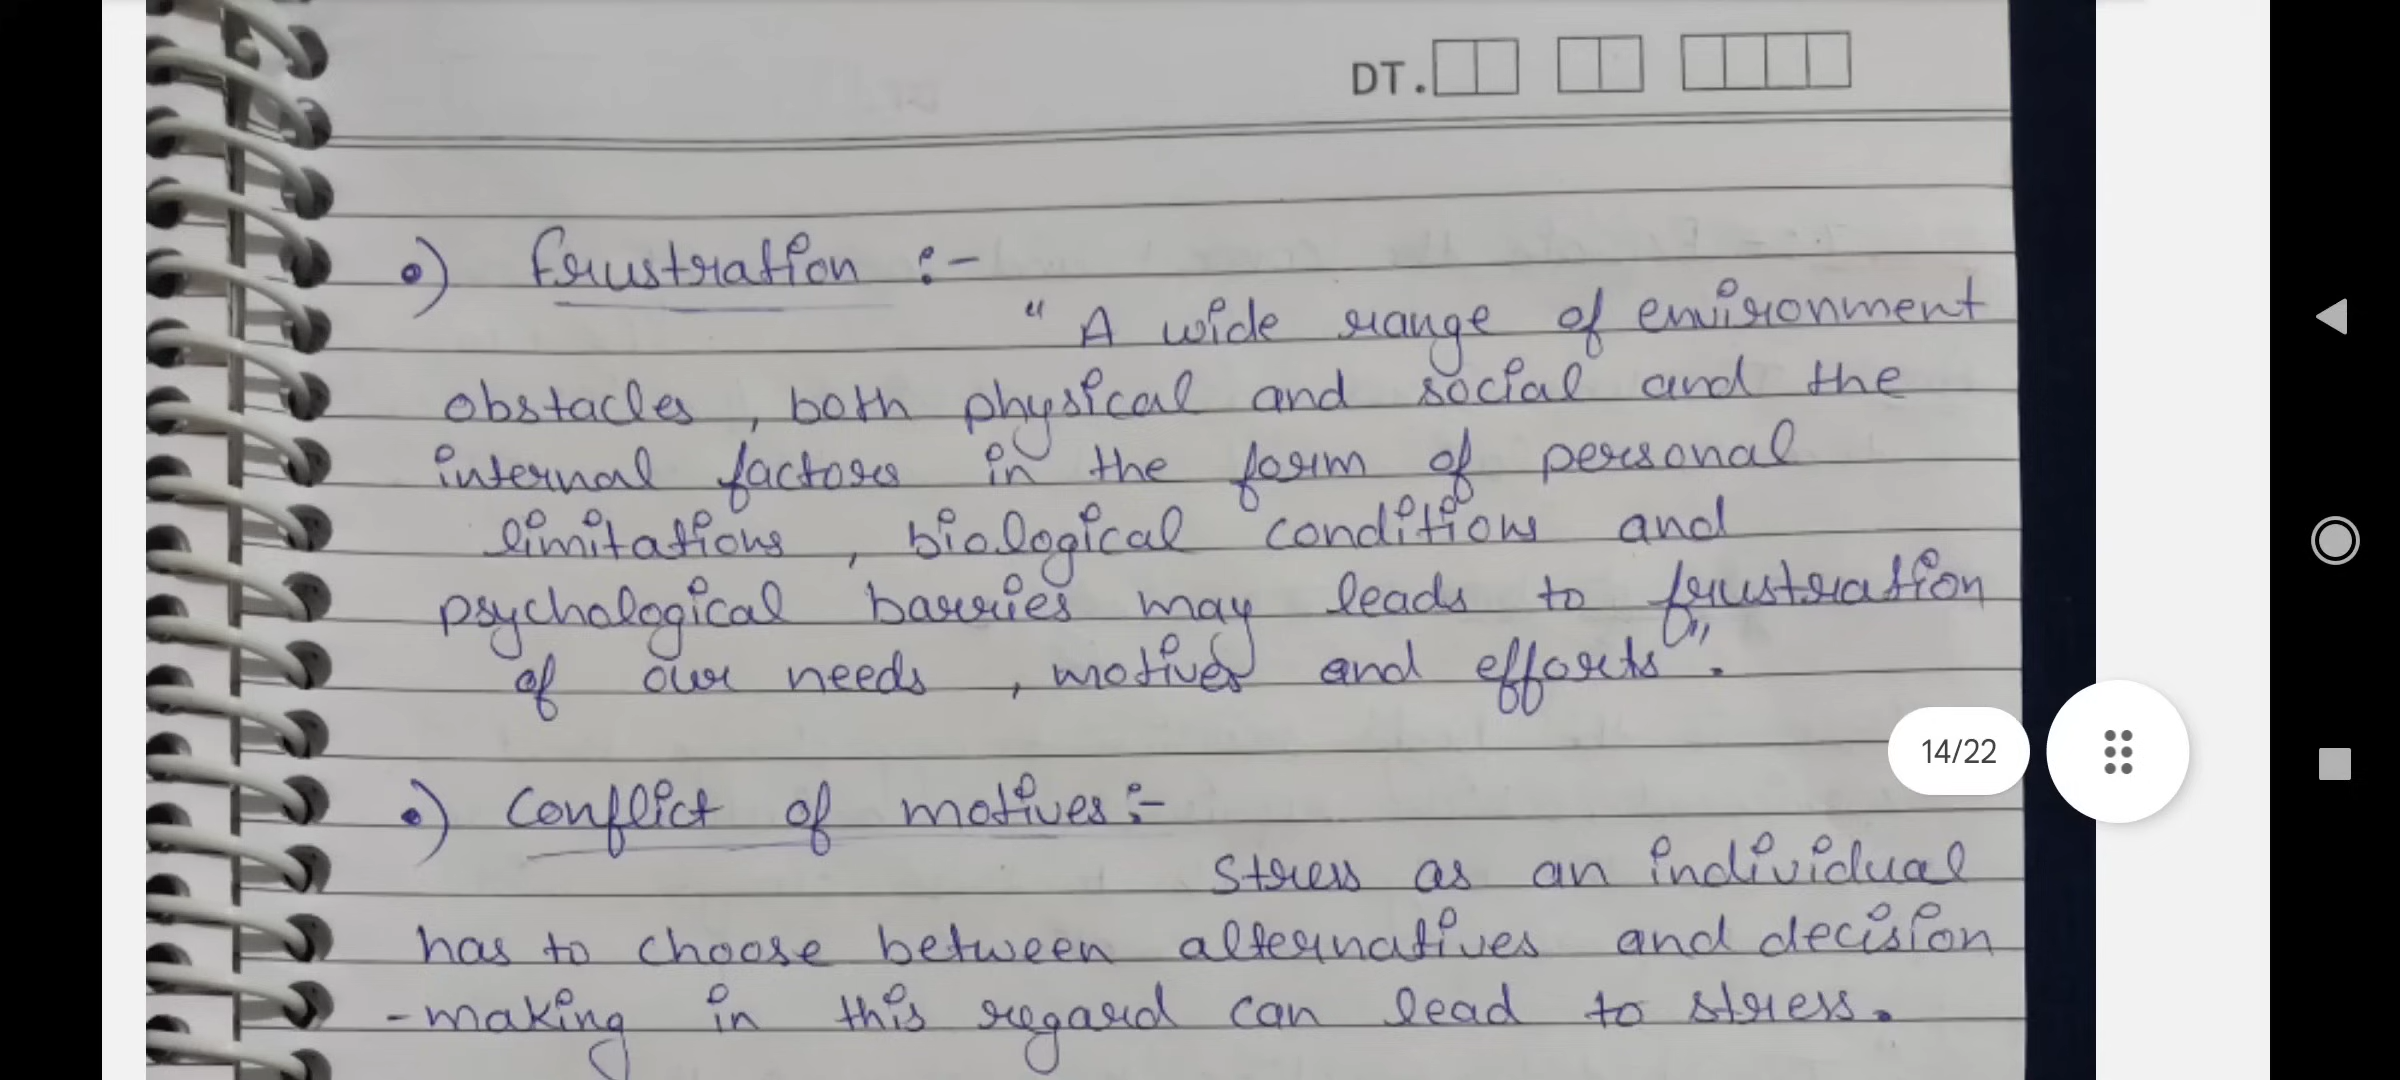 DT.
•) frustration :-
" A wide range of environment
obstacles , both physical and social and the
internal factors in the form of personal
limitations , biological conditions and
psychological barries may leads to frustration
of our needs , motives and efforts".
•) Conflict of motives :-
Stress as an individual
has to choose between alternatives and decision
-making in this regard can lead to stress.
14/22